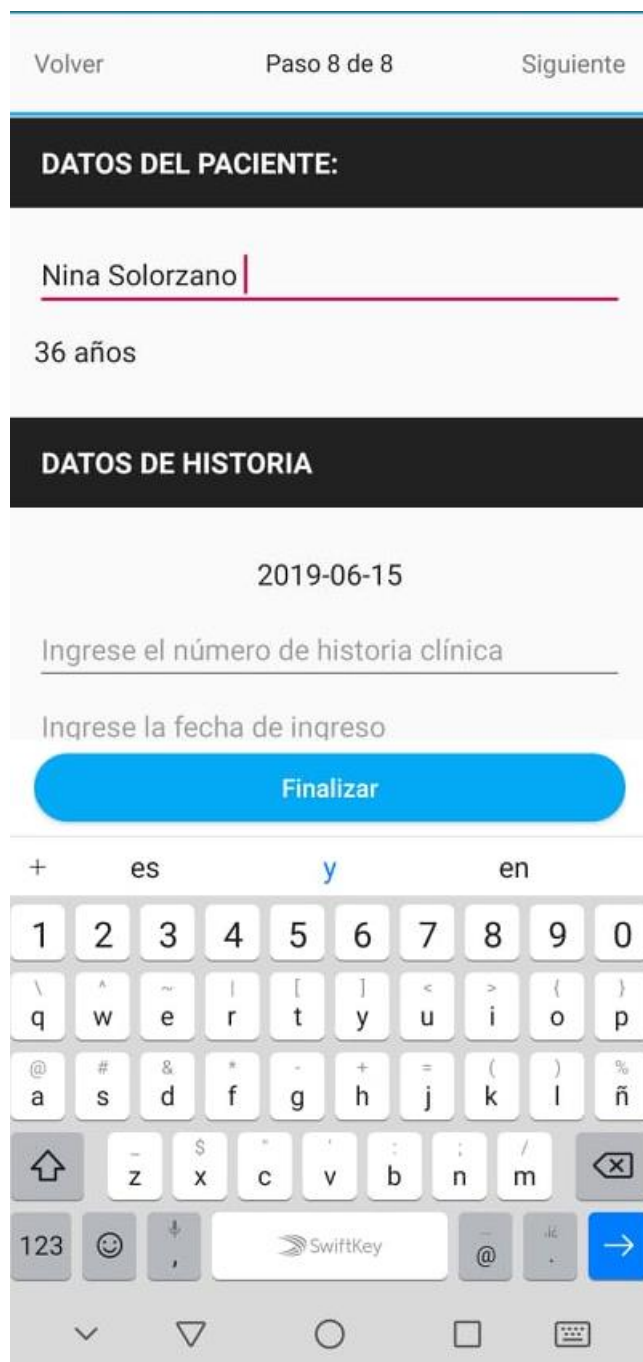 Volver Paso 8 de 8 Siguiente
DATOS DEL PACIENTE:
Nina Solorzano
36 años
DATOS DE HISTORIA
2019-06-15
Ingrese el número de historia clínica
Ingrese la fecha de ingreso
Finalizar
+ es y en
1 2 3 4 5 6 7 8 9 0
\ ^ ~ | [ ] < > { }
q w e r t y u i o p
@ # & * - + = ( ) %
a s d f g h j k l ñ
_ $ " ' : ; /
z x c v b n m
123 , SwiftKey @ .